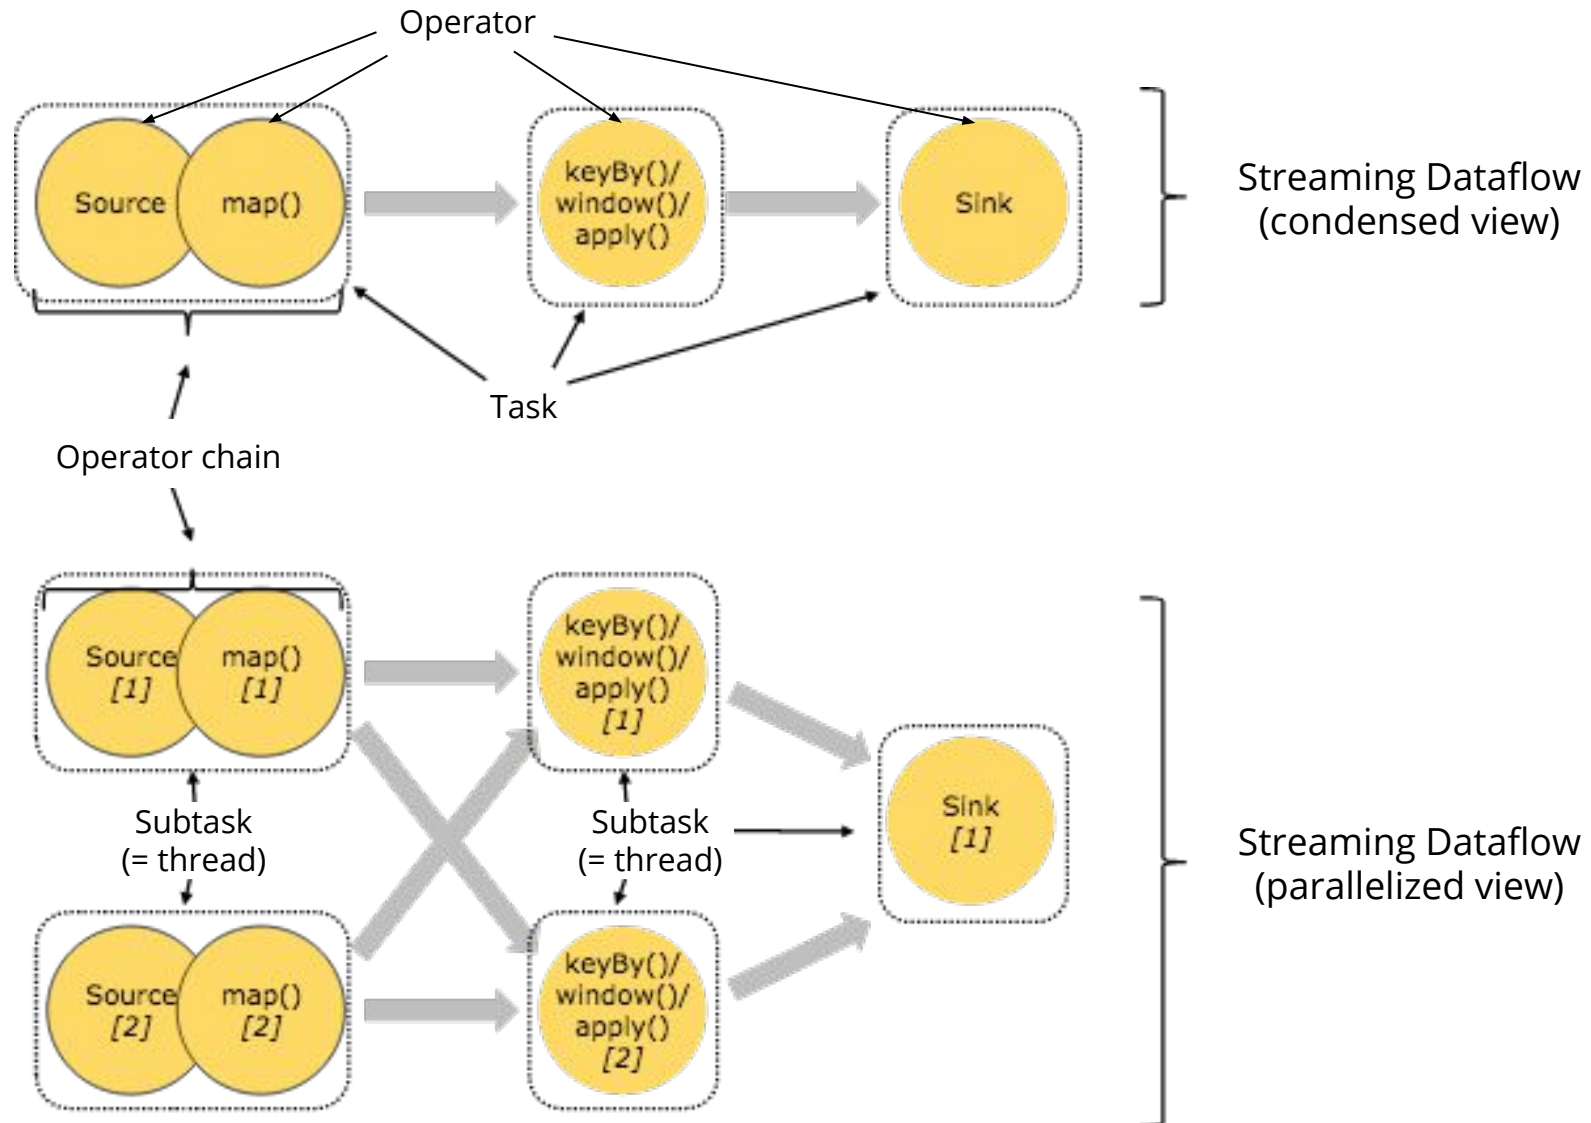 Operator
Source
map()
keyBy()/
window()/
apply()
Sink
Streaming Dataflow
(condensed view)
Task
Operator chain
Source
[1]
map()
[1]
keyBy()/
window()/
apply()
[1]
Subtask
(= thread)
Subtask
(= thread)
Sink
[1]
Streaming Dataflow
(parallelized view)
Source
[2]
map()
[2]
keyBy()/
window()/
apply()
[2]